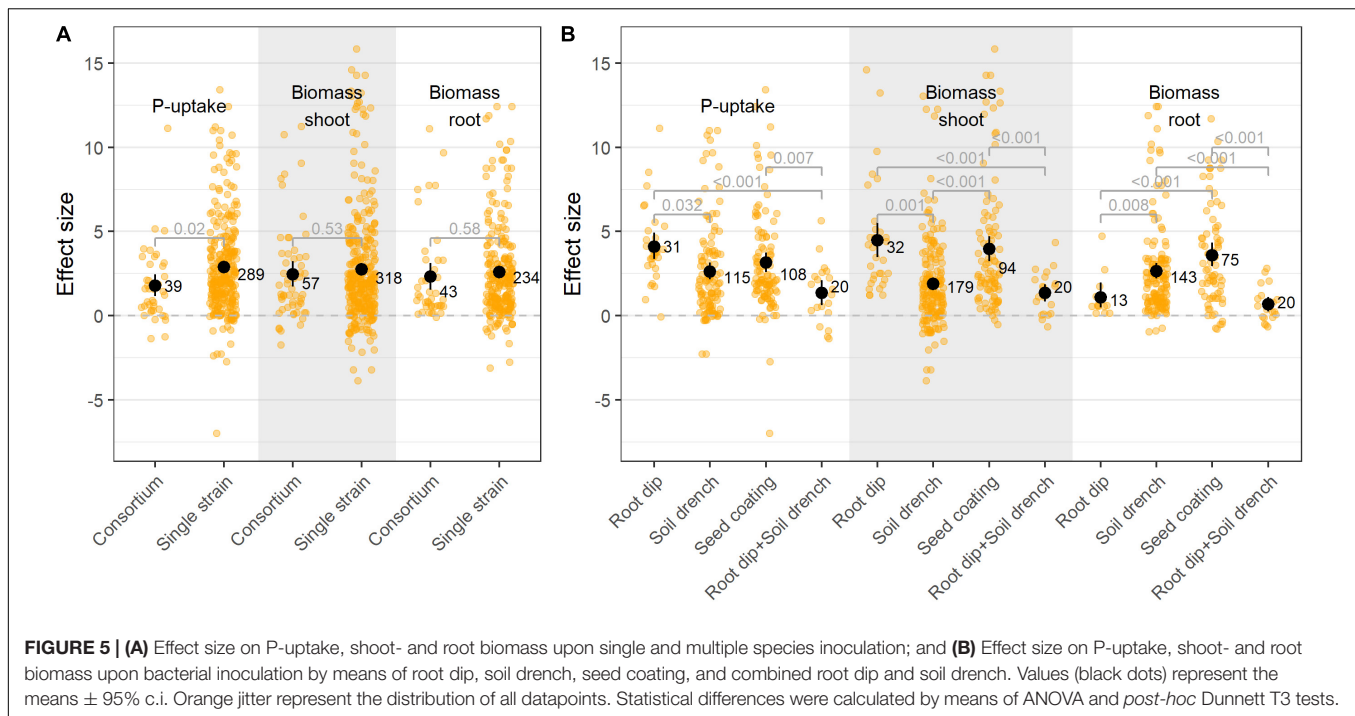 A
Effect size
15
10
5
0
-5
P-uptake
Biomass
shoot
Biomass
root
0.02
0.53
0.58
39
289
57
318
43
234
Consortium
Single strain
Consortium
Single strain
Consortium
Single strain
B
Effect size
15
10
5
0
-5
P-uptake
Biomass
shoot
Biomass
root
0.007
<0.001
0.032
<0.001
<0.001
<0.001
0.001
<0.001
<0.001
<0.001
0.008
31
115
108
20
32
179
94
20
13
143
75
20
Root dip
Soil drench
Seed coating
Root dip+Soil drench
Root dip
Soil drench
Seed coating
Root dip+Soil drench
Root dip
Soil drench
Seed coating
Root dip+Soil drench
FIGURE 5 | (A) Effect size on P-uptake, shoot- and root biomass upon single and multiple species inoculation; and (B) Effect size on P-uptake, shoot- and root
biomass upon bacterial inoculation by means of root dip, soil drench, seed coating, and combined root dip and soil drench. Values (black dots) represent the
means ± 95% c.i. Orange jitter represent the distribution of all datapoints. Statistical differences were calculated by means of ANOVA and post-hoc Dunnett T3 tests.